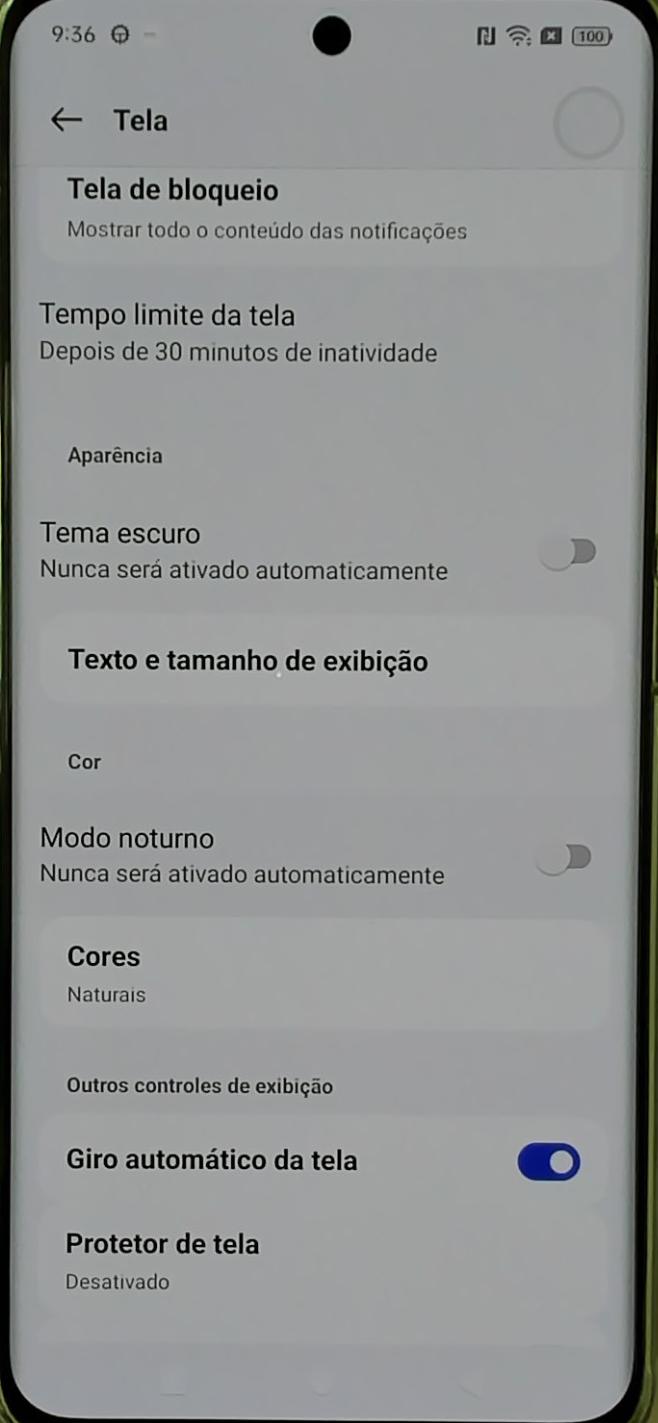 9:36
100
Tela
Tela de bloqueio
Mostrar todo o conteúdo das notificações
Tempo limite da tela
Depois de 30 minutos de inatividade
Aparência
Tema escuro
Nunca será ativado automaticamente
Texto e tamanho de exibição
Cor
Modo noturno
Nunca será ativado automaticamente
Cores
Naturais
Outros controles de exibição
Giro automático da tela
Protetor de tela
Desativado